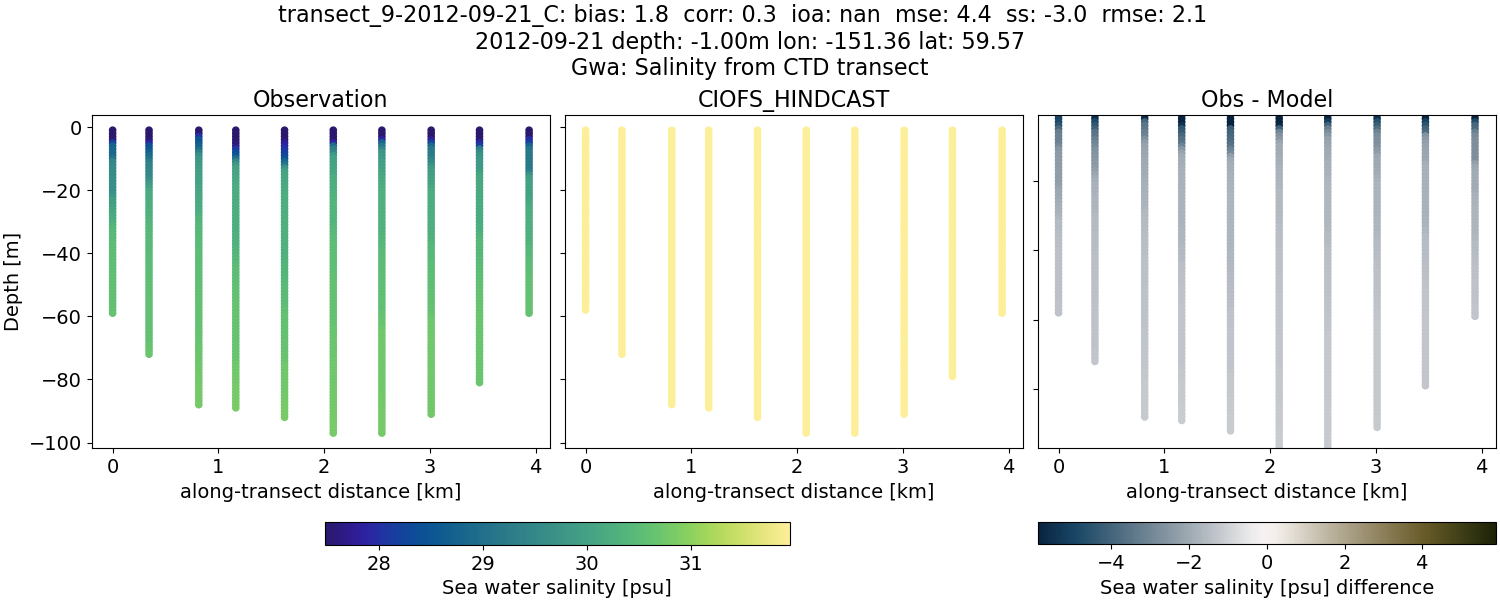 transect_9-2012-09-21_C: bias: 1.8  corr: 0.3  ioa: nan  mse: 4.4  ss: -3.0  rmse: 2.1
2012-09-21 depth: -1.00m lon: -151.36 lat: 59.57
Gwa: Salinity from CTD transect
Observation
CIOFS_HINDCAST
Obs - Model
Depth [m]
0
−20
−40
−60
−80
−100
0 1 2 3 4
0 1 2 3 4
0 1 2 3 4
along-transect distance [km]
along-transect distance [km]
along-transect distance [km]
28 29 30 31
Sea water salinity [psu]
−4 −2 0 2 4
Sea water salinity [psu] difference